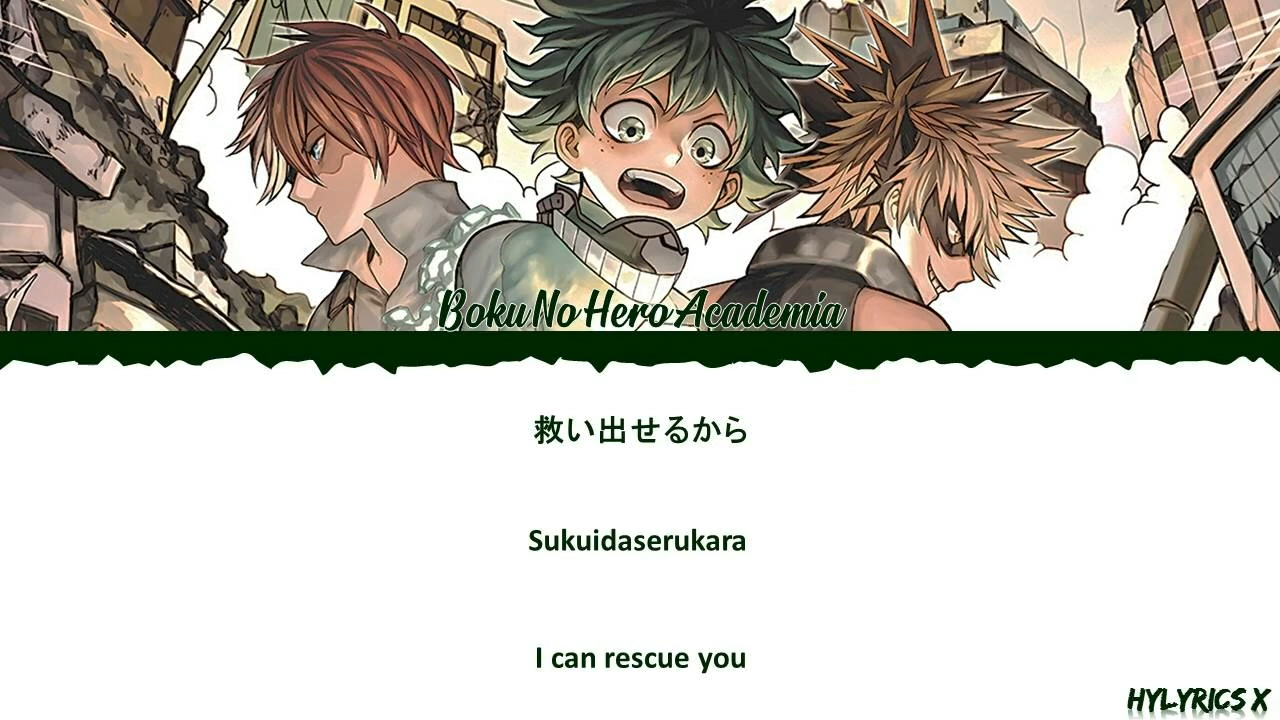 Boku No Hero Academia
救い出せるから
Sukuidaserukara
I can rescue you
HYLYRICS X